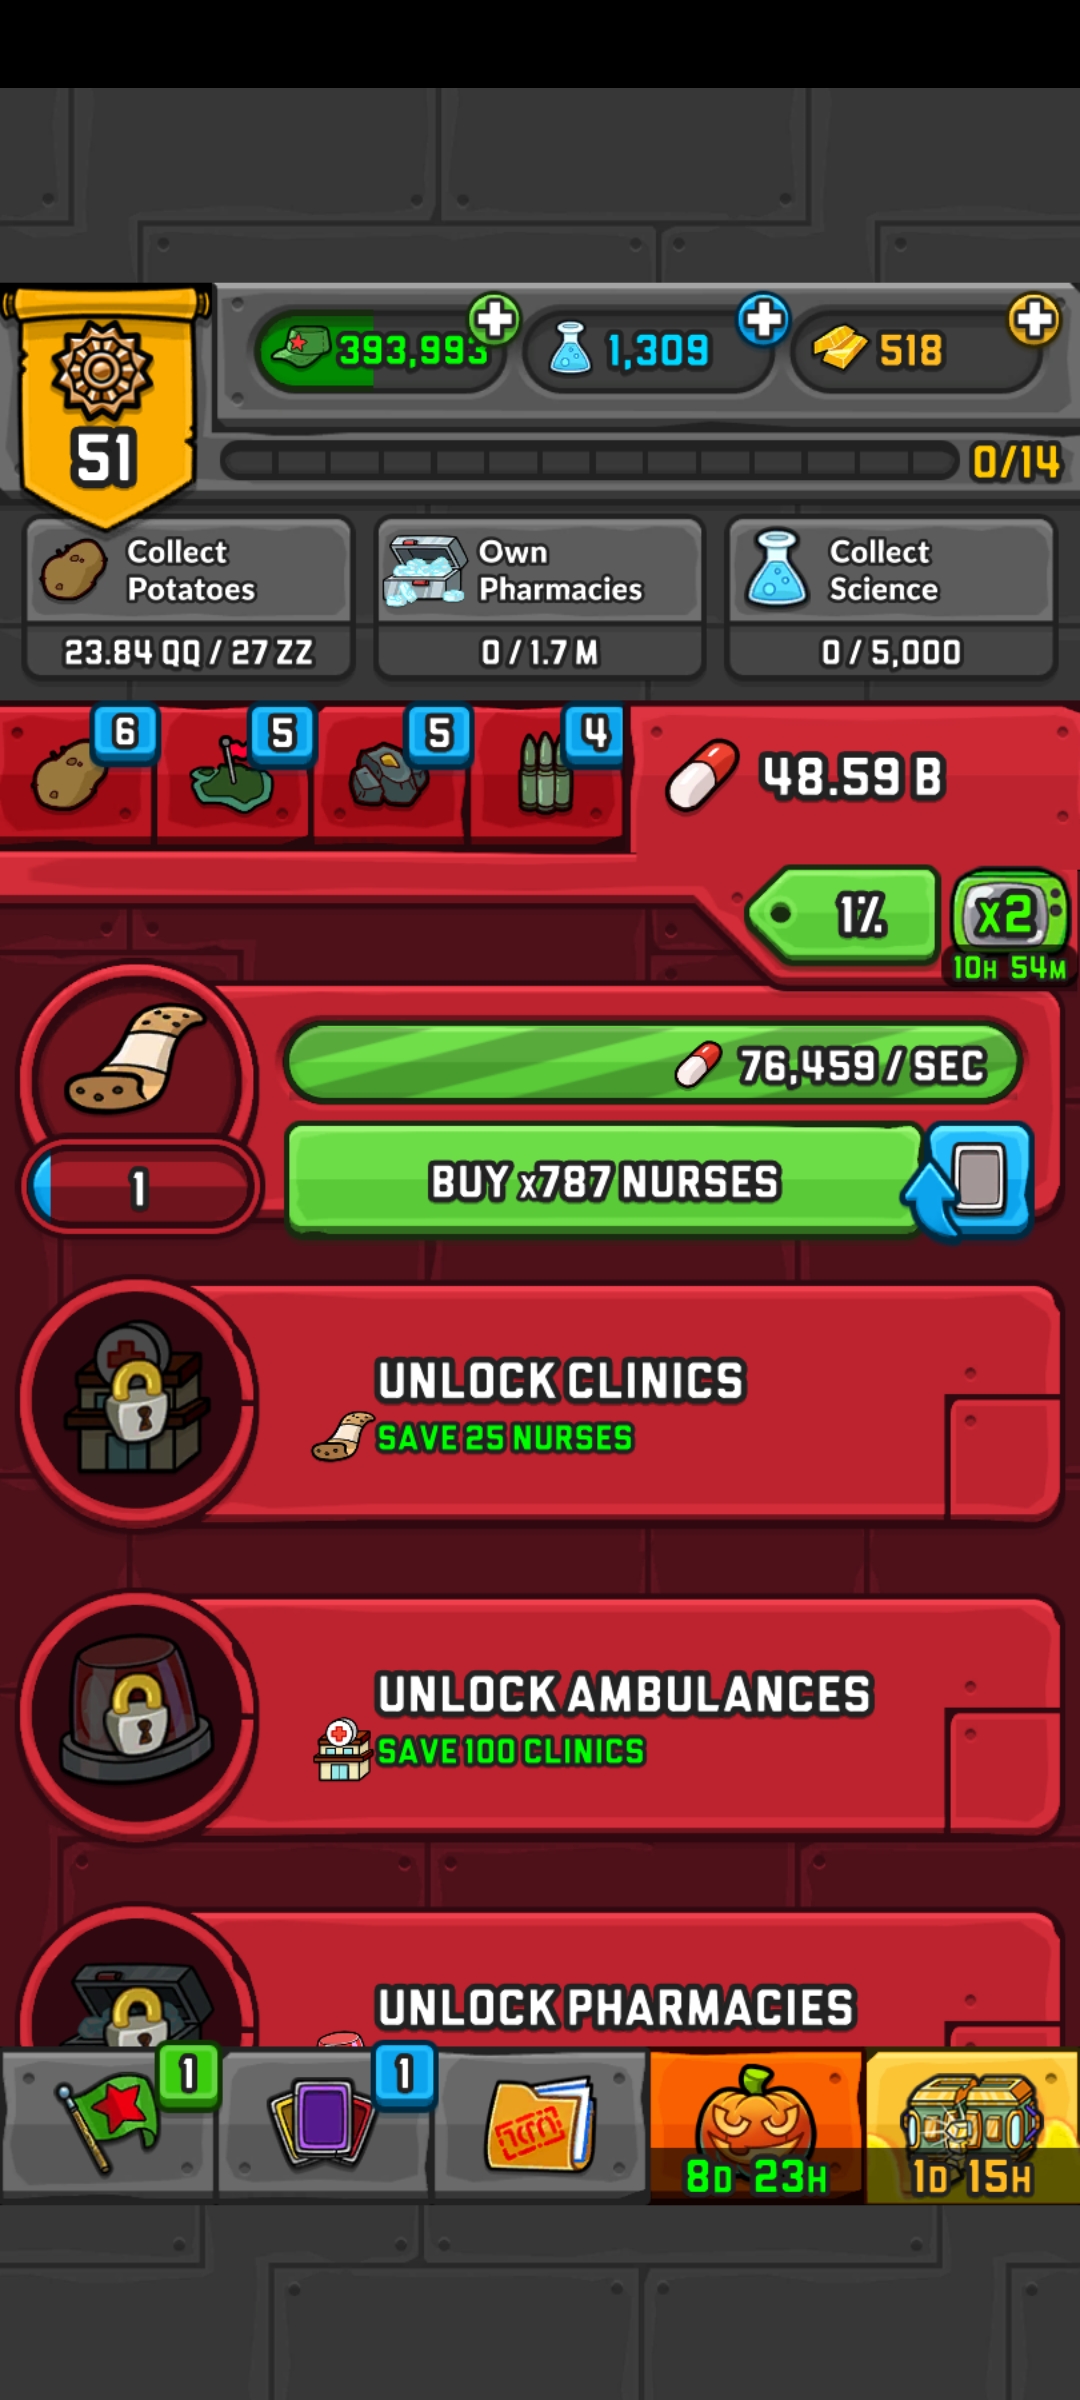 393,993
1,309
518
51
0/14
Collect
Potatoes
23.84 QQ / 27 ZZ
Own
Pharmacies
0 / 1.7 M
Collect
Science
0 / 5,000
6
5
5
4
48.59 B
1%
x2
10H 54M
76,459 / SEC
1
BUY x787 NURSES
UNLOCK CLINICS
SAVE 25 NURSES
UNLOCK AMBULANCES
SAVE 100 CLINICS
UNLOCK PHARMACIES
1
1
8D 23H
1D 15H